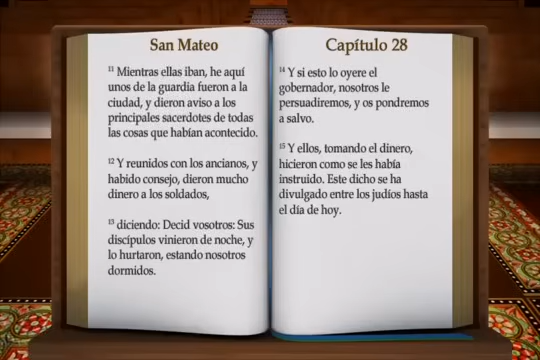 San Mateo
11 Mientras ellas iban, he aquí
unos de la guardia fueron a la
ciudad, y dieron aviso a los
principales sacerdotes de todas
las cosas que habían acontecido.
12 Y reunidos con los ancianos, y
habido consejo, dieron mucho
dinero a los soldados,
13 diciendo: Decid vosotros: Sus
discípulos vinieron de noche, y
lo hurtaron, estando nosotros
dormidos.
Capítulo 28
14 Y si esto lo oyere el
gobernador, nosotros le
persuadiremos, y os pondremos
a salvo.
15 Y ellos, tomando el dinero,
hicieron como se les había
instruido. Este dicho se ha
divulgado entre los judíos hasta
el día de hoy.